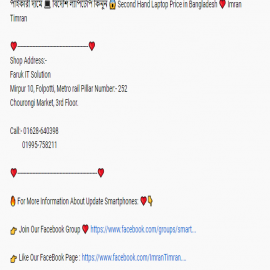 পাইকারী দামে 💻 বিদেশি ল্যাপটপ কিনুন 😱 Second Hand Laptop Price in Bangladesh ❤️ Imran
Timran
❤️----------------------------------------❤️
Shop Address:-
Faruk IT Solution
Mirpur 10, Folpotti, Metro rail Pillar Number:- 252
Chourongi Market, 3rd Floor.
Call:- 01628-640398
01995-758211
❤️---------------------------------------------❤️
🔥 For More Information About Update Smartphones: ❤️👇
👉 Join Our Facebook Group ❤️ https://www.facebook.com/groups/smart...
👉 Like Our FaceBook Page : https://www.facebook.com/ImranTimran...